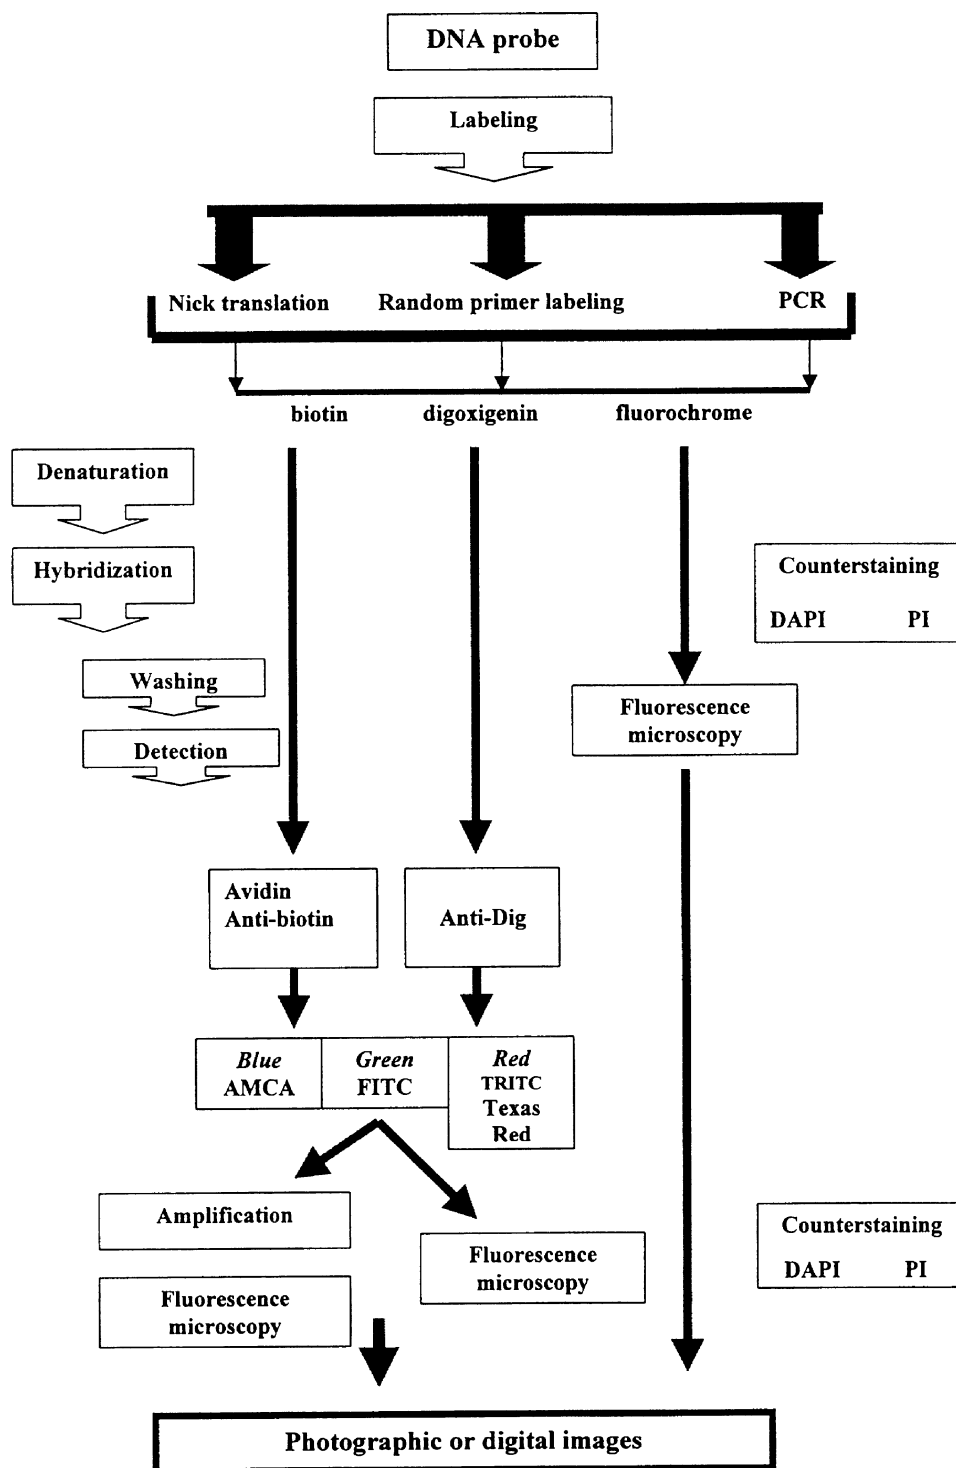 DNA probe
Labeling
Nick translation
Random primer labeling
PCR
biotin
digoxigenin
fluorochrome
Denaturation
Hybridization
Washing
Detection
Counterstaining
DAPI PI
Fluorescence
microscopy
Avidin
Anti-biotin
Anti-Dig
Blue
AMCA
Green
FITC
Red
TRITC
Texas
Red
Amplification
Fluorescence
microscopy
Fluorescence
microscopy
Counterstaining
DAPI PI
Photographic or digital images